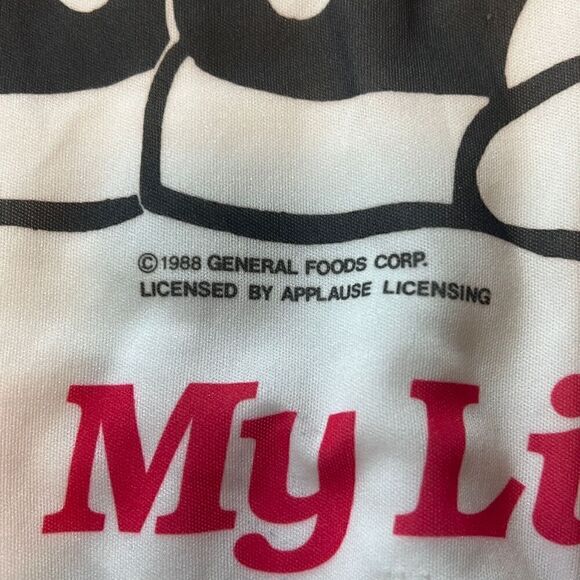 ©1988 GENERAL FOODS CORP.
LICENSED BY APPLAUSE LICENSING
My Li